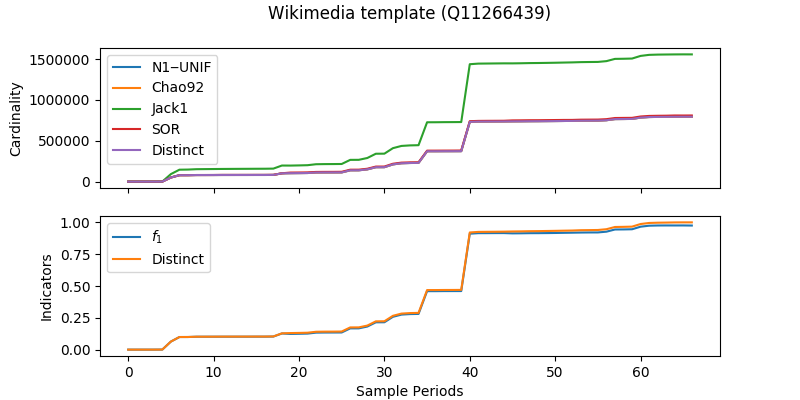 Wikimedia template (Q11266439)
Cardinality
1500000
1000000
500000
0
N1−UNIF
Chao92
Jack1
SOR
Distinct
Indicators
1.00
0.75
0.50
0.25
0.00
f1
Distinct
0 10 20 30 40 50 60
Sample Periods